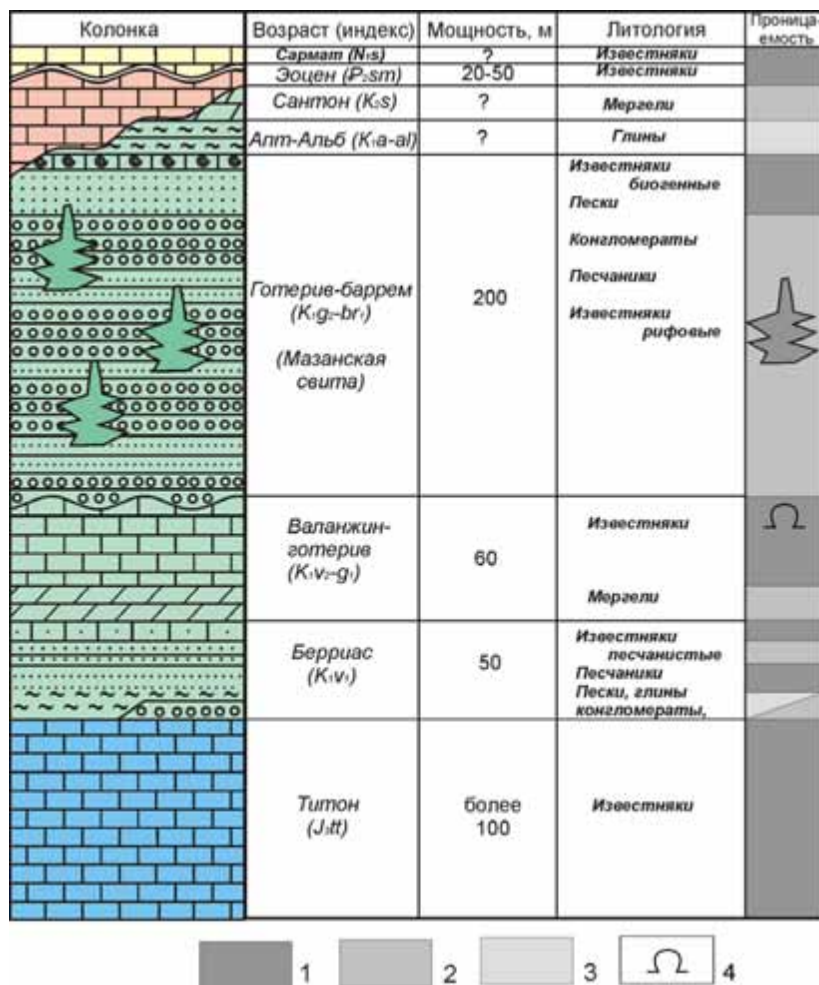 Колонка
Возраст (индекс)
Мощность, м
Литология
Проница-
емость
Сармат (N₁s)
?
Известняки
Эоцен (P₂sm)
20-50
Известняки
Сантон (K₂s)
?
Мергели
Апт-Альб (K₁a-al)
?
Глины
Готерив-баррем
(K₁g₂-br₁)
(Мазанская
свита)
200
Известняки
биогенные
Пески
Конгломераты
Песчаники
Известняки
рифовые
Валанжин-
готерив
(K₁v₂-g₁)
60
Известняки
Мергели
Берриас
(K₁v₁)
50
Известняки
песчанистые
Песчаники
Пески, глины
конгломераты,
Титон
(J₃tt)
более
100
Известняки
1
2
3
Ω
4